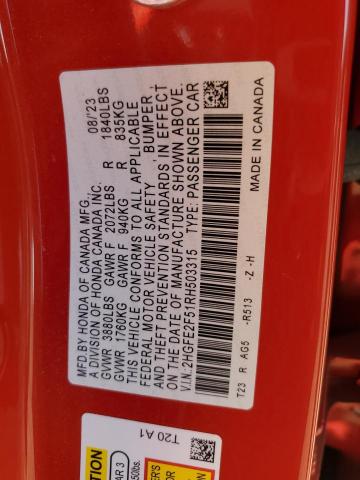 MFD.BY HONDA OF CANADA MFG.,
A DIVISION OF HONDA CANADA INC. 08/'23
GVWR 3880LBS GAWR F 2072LBS R 1840LBS
GVWR 1760KG GAWR F 940KG R 835KG
THIS VEHICLE CONFORMS TO ALL APPLICABLE
FEDERAL MOTOR VEHICLE SAFETY, BUMPER,
AND THEFT PREVENTION STANDARDS IN EFFECT
ON THE DATE OF MANUFACTURE SHOWN ABOVE.
V.I.N.:2HGFE2F51RH503315 TYPE: PASSENGER CAR
T23 R AG5 -R513 -Z -H MADE IN CANADA
T20 A1